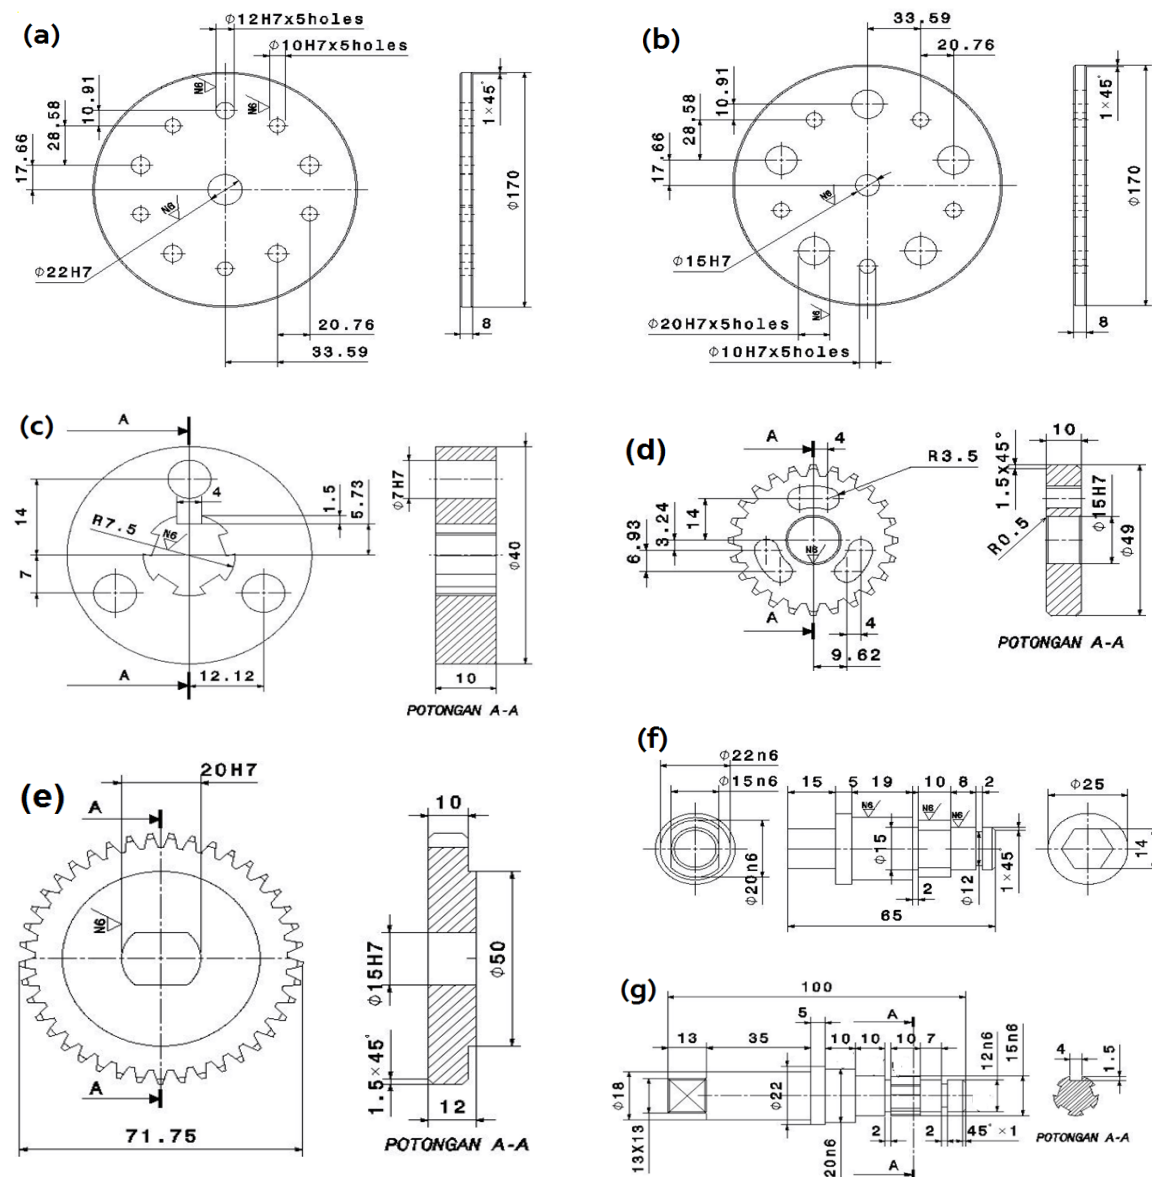 (a)
Φ12H7x5holes
Φ10H7x5holes
N6
N6
10.91
28.58
17.66
N6
Φ22H7
20.76
33.59
1×45°
Φ170
8
(b)
33.59
20.76
10.91
28.58
17.66
N6
Φ15H7
Φ20H7x5holes
N6
Φ10H7x5holes
1×45°
Φ170
8
(c)
A
4
1.5
5.73
14
R7.5
N6
7
A
12.12
Φ7H7
Φ40
10
POTONGAN A-A
(d)
A
4
R3.5
14
3.24
6.93
N6
A
4
9.62
10
1.5x45°
R0.5
Φ15H7
Φ49
POTONGAN A-A
(e)
20H7
A
N6
A
71.75
10
Φ15H7
Φ50
1.5×45°
12
POTONGAN A-A
(f)
Φ22n6
Φ15n6
Φ20n6
15
5
19
10
8
2
N6
N6
N6
Φ15
2
Φ12
1×45
65
Φ25
14
(g)
100
5
A
13
35
10
10
10
7
Φ18
13X13
Φ22
20n6
2
2
45°×1
12n6
15n6
A
4
1.5
POTONGAN A-A